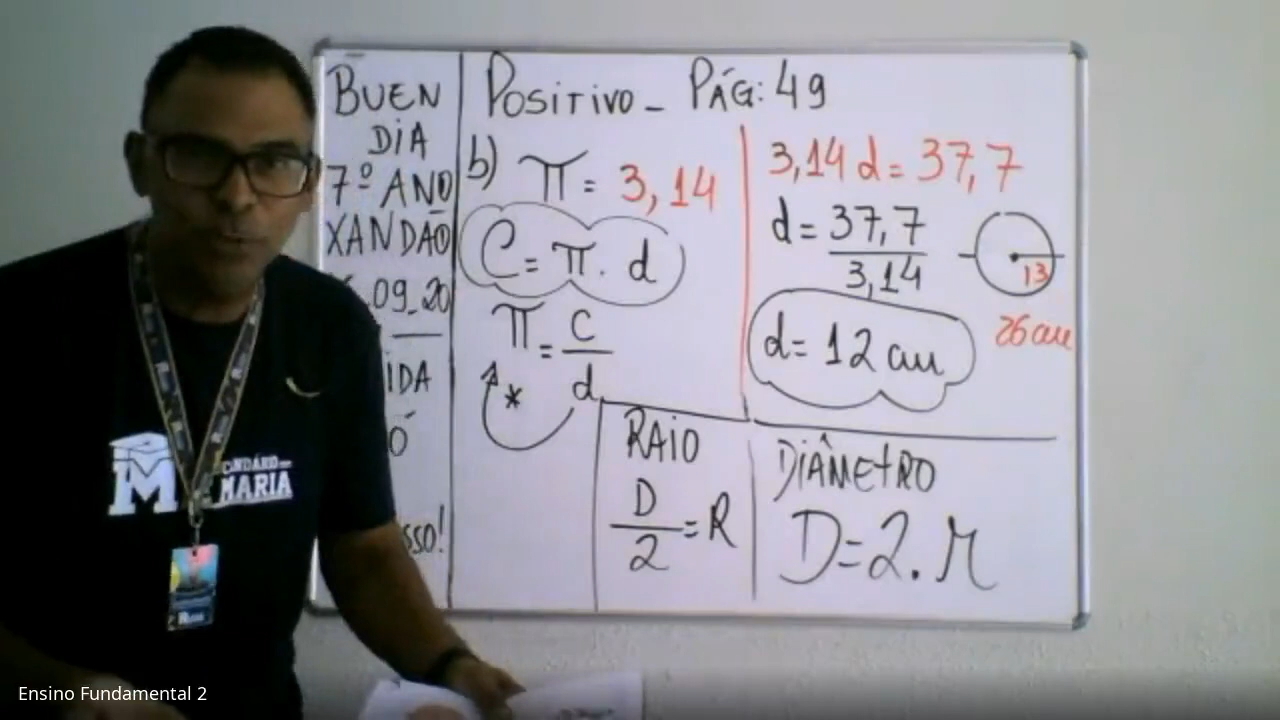 BUEN
DIA
7º ANO
XANDÃO
.09_20
IDA
Ó
SSO!
POSITIVO_ PÁG: 49
b) π = 3,14
C = π . d
π = C
d
*
3,14 d = 37,7
d = 37,7
3,14
13
26 cm
d = 12 cm
RAIO
D
2
= R
DIÂMETRO
D=2.r
M
MARIA
Ensino Fundamental 2